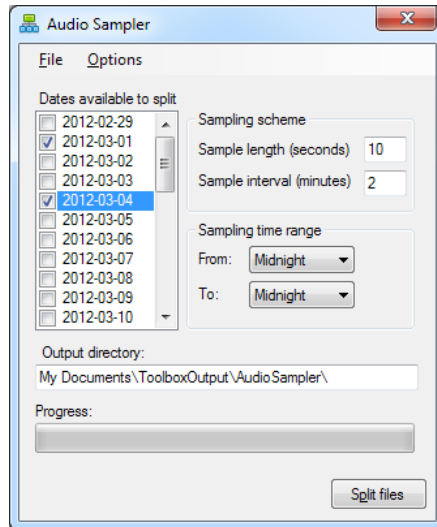 Audio Sampler
File Options
Dates available to split
2012-02-29
2012-03-01
2012-03-02
2012-03-03
2012-03-04
2012-03-05
2012-03-06
2012-03-07
2012-03-08
2012-03-09
2012-03-10
Sampling scheme
Sample length (seconds) 10
Sample interval (minutes) 2
Sampling time range
From: Midnight
To: Midnight
Output directory:
My Documents\ToolboxOutput\AudioSampler\
Progress:
Split files